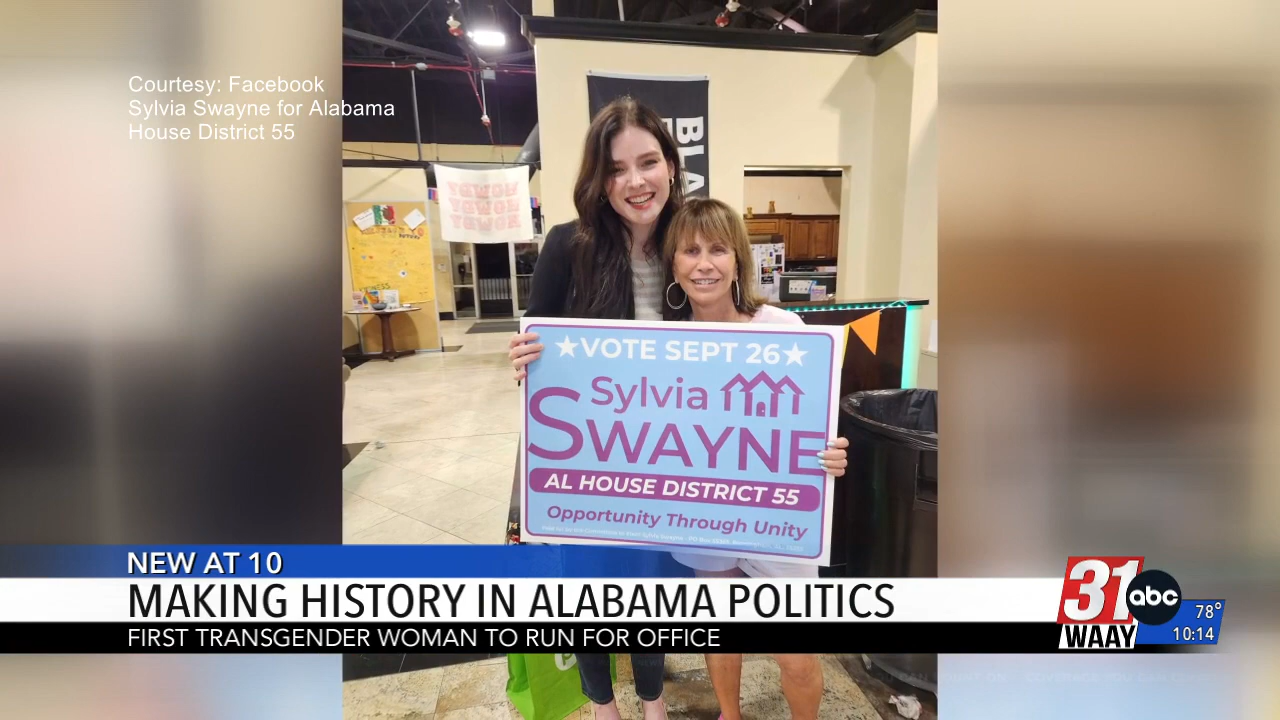 Courtesy: Facebook
Sylvia Swayne for Alabama
House District 55
BLA
★VOTE SEPT 26★
Sylvia
SWAYNE
AL HOUSE DISTRICT 55
Opportunity Through Unity
NEW AT 10
MAKING HISTORY IN ALABAMA POLITICS
FIRST TRANSGENDER WOMAN TO RUN FOR OFFICE
31
abc
WAAY
78°
10:14